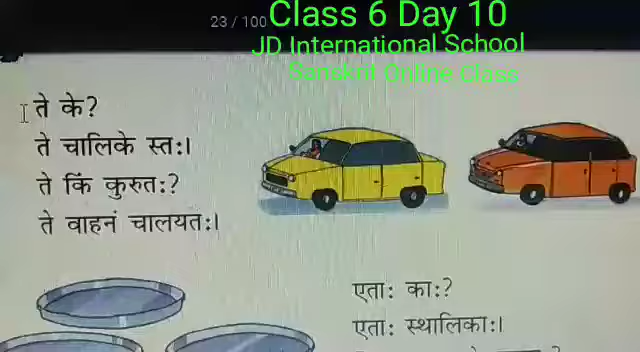 23 / 100
Class 6 Day 10
JD International School
Sanskrit Online Class
ते के?
ते चालिके स्तः।
ते किं कुरुतः?
ते वाहनं चालयतः।
एताः काः?
एताः स्थालिकाः।